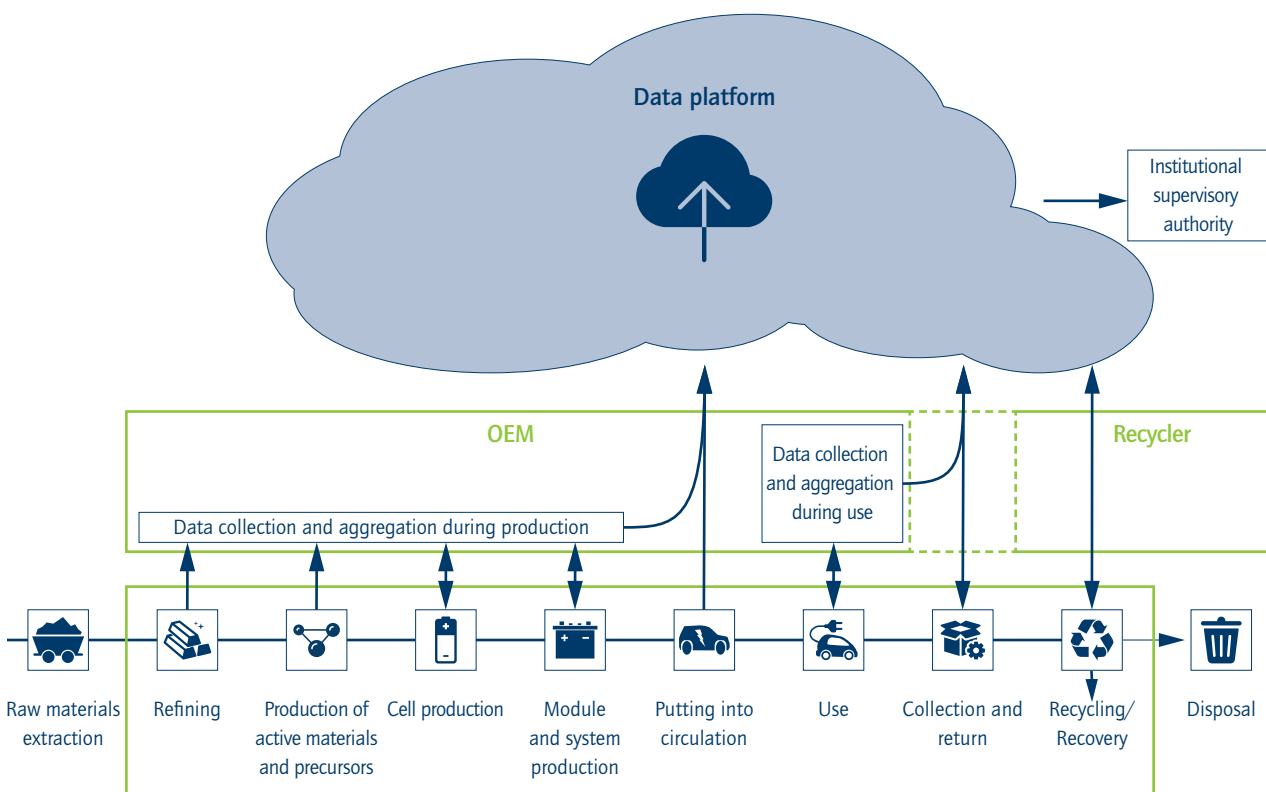 Data platform
Institutional
supervisory
authority
OEM
Recycler
Data collection
and aggregation
during use
Data collection and aggregation during production
Raw materials
extraction
Refining
Production of
active materials
and precursors
Cell production
Module
and system
production
Putting into
circulation
Use
Collection and
return
Recycling/
Recovery
Disposal